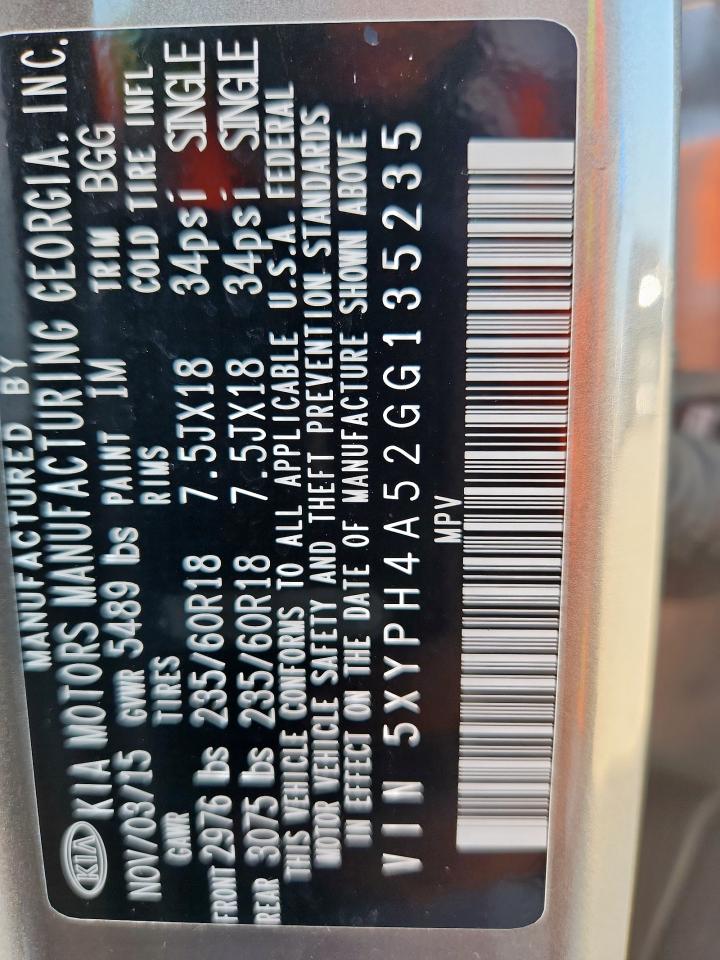 MANUFACTURED BY
KIA KIA MOTORS MANUFACTURING GEORGIA, INC.
NOV/03/15 GWR 5489 lbs PAINT IM TRIM BGG
GAWR TIRES RIMS COLD TIRE INFL
FRONT 2976 lbs 235/60R18 7.5JX18 34psi SINGLE
REAR 3075 lbs 235/60R18 7.5JX18 34psi SINGLE
THIS VEHICLE CONFORMS TO ALL APPLICABLE U.S.A. FEDERAL
MOTOR VEHICLE SAFETY AND THEFT PREVENTION STANDARDS
IN EFFECT ON THE DATE OF MANUFACTURE SHOWN ABOVE
VIN 5XYPH4A52GG135235
MPV